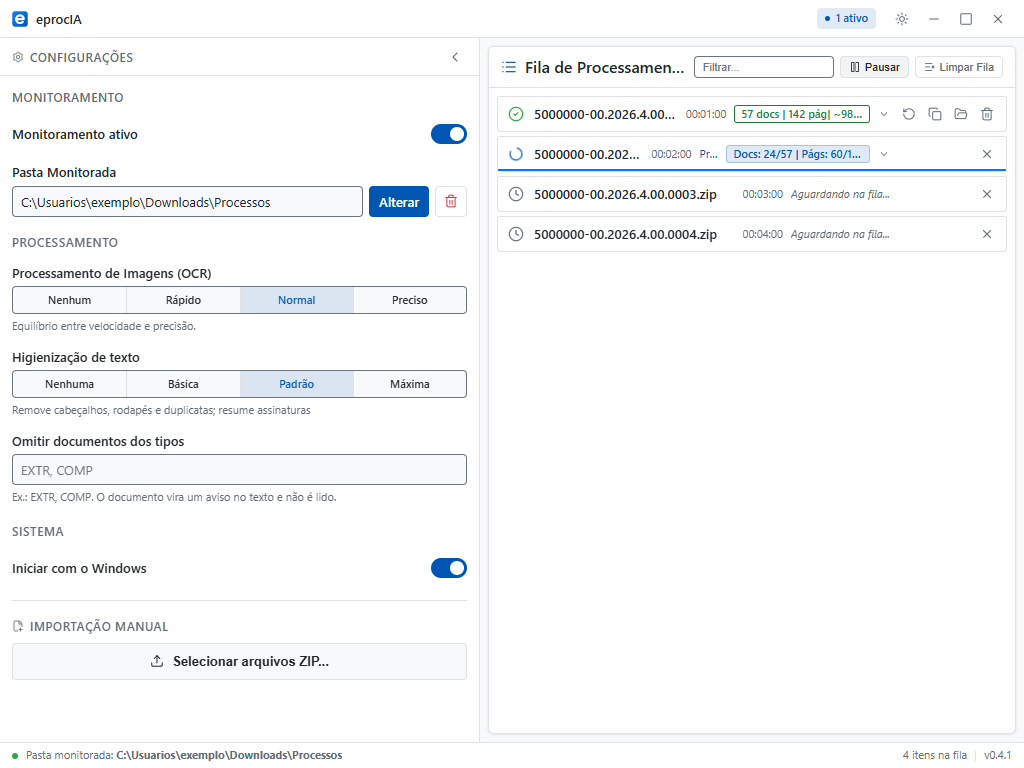 eprocIA
1 ativo
CONFIGURAÇÕES
MONITORAMENTO
Monitoramento ativo
Pasta Monitorada
C:\Usuarios\exemplo\Downloads\Processos
Alterar
PROCESSAMENTO
Processamento de Imagens (OCR)
Nenhum Rápido Normal Preciso
Equilíbrio entre velocidade e precisão.
Higienização de texto
Nenhuma Básica Padrão Máxima
Remove cabeçalhos, rodapés e duplicatas; resume assinaturas
Omitir documentos dos tipos
EXTR, COMP
Ex.: EXTR, COMP. O documento vira um aviso no texto e não é lido.
SISTEMA
Iniciar com o Windows
IMPORTAÇÃO MANUAL
Selecionar arquivos ZIP...
Fila de Processamen... Filtrar... Pausar Limpar Fila
5000000-00.2026.4.00... 00:01:00 57 docs | 142 pág| ~98...
5000000-00.202... 00:02:00 Pr... Docs: 24/57 | Págs: 60/1...
5000000-00.2026.4.00.0003.zip 00:03:00 Aguardando na fila...
5000000-00.2026.4.00.0004.zip 00:04:00 Aguardando na fila...
Pasta monitorada: C:\Usuarios\exemplo\Downloads\Processos
4 itens na fila v0.4.1